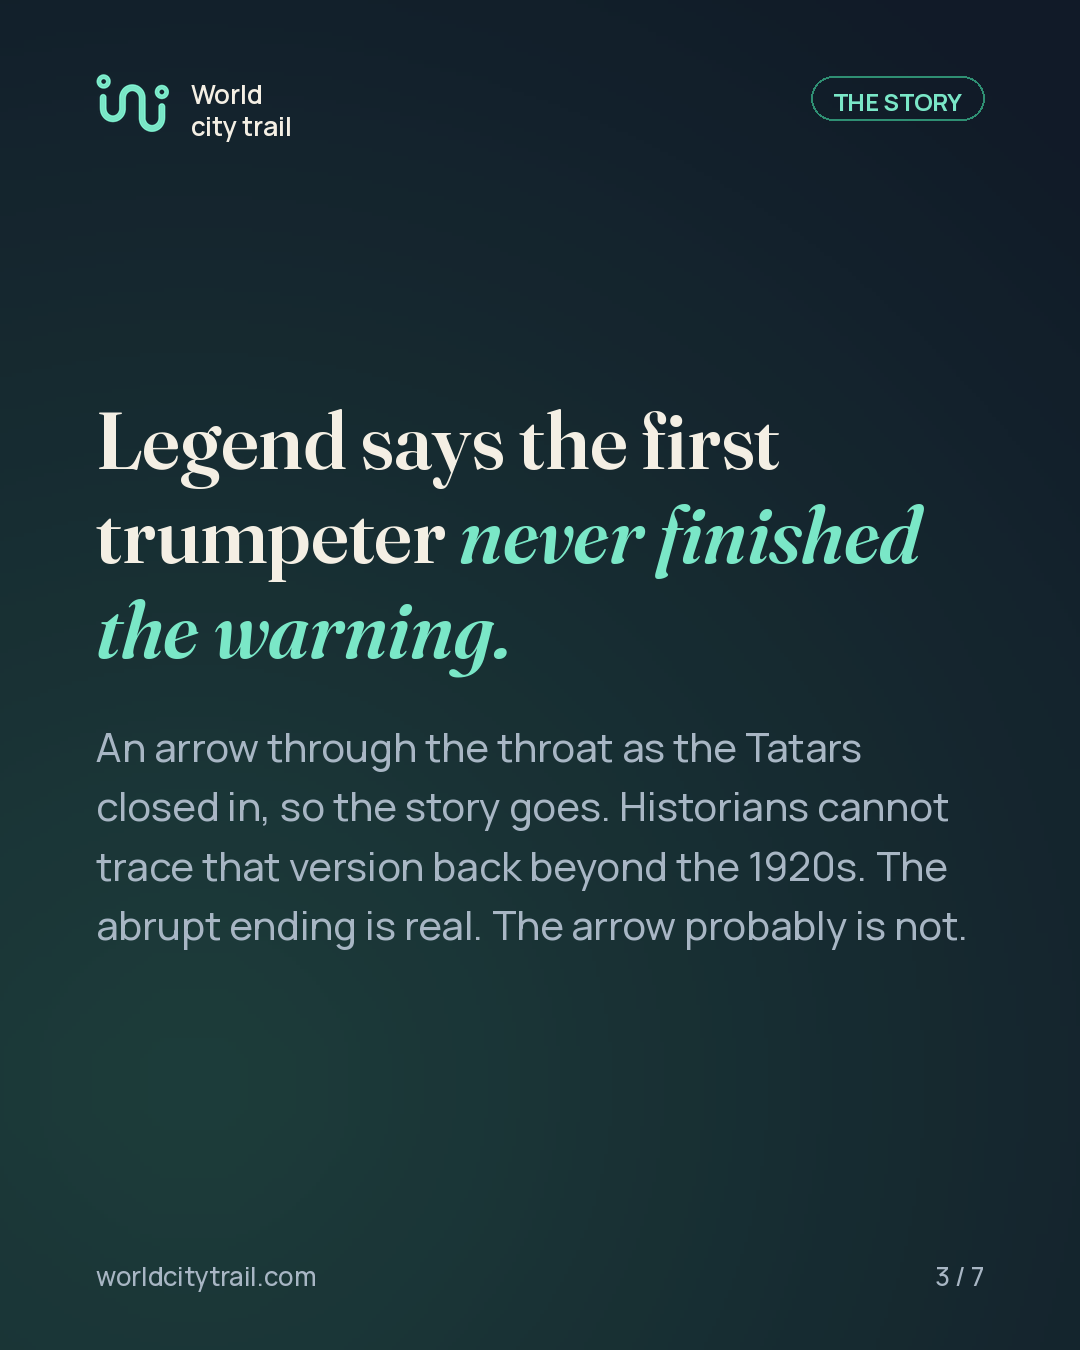 World
city trail
THE STORY
Legend says the first
trumpeter never finished
the warning.
An arrow through the throat as the Tatars
closed in, so the story goes. Historians cannot
trace that version back beyond the 1920s. The
abrupt ending is real. The arrow probably is not.
worldcitytrail.com
3 / 7